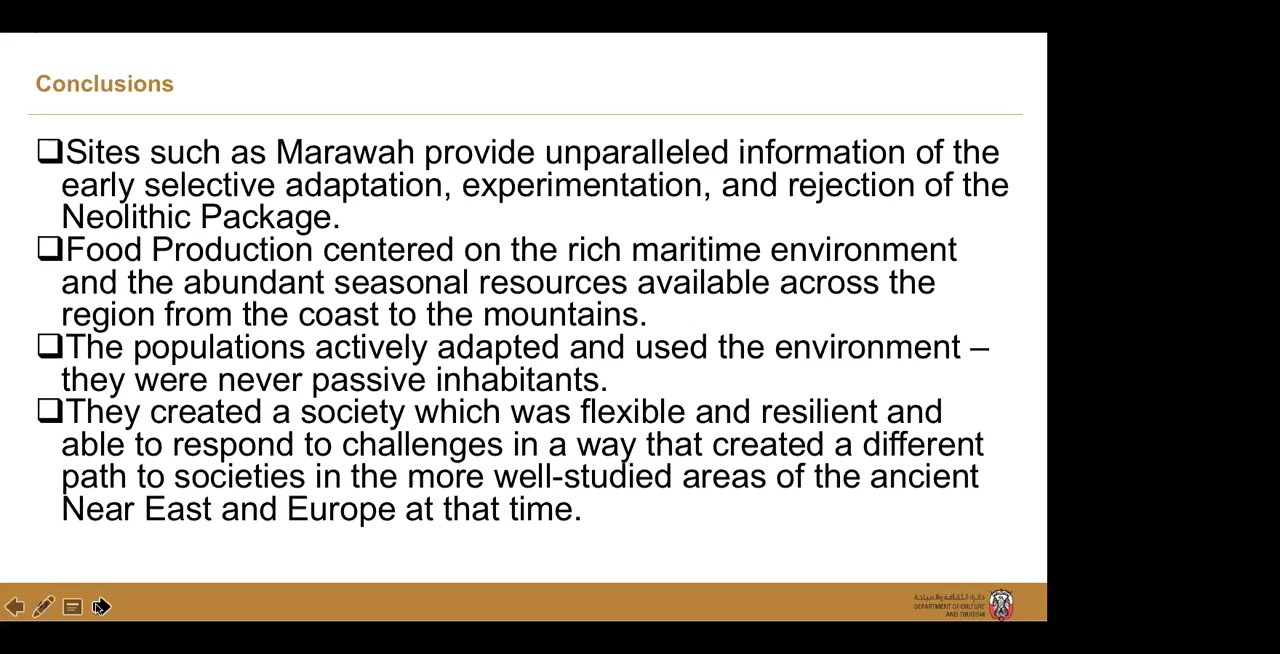 Conclusions
❑Sites such as Marawah provide unparalleled information of the
early selective adaptation, experimentation, and rejection of the
Neolithic Package.
❑Food Production centered on the rich maritime environment
and the abundant seasonal resources available across the
region from the coast to the mountains.
❑The populations actively adapted and used the environment –
they were never passive inhabitants.
❑They created a society which was flexible and resilient and
able to respond to challenges in a way that created a different
path to societies in the more well-studied areas of the ancient
Near East and Europe at that time.
دائرة الثقافة والسياحة
DEPARTMENT OF CULTURE
AND TOURISM